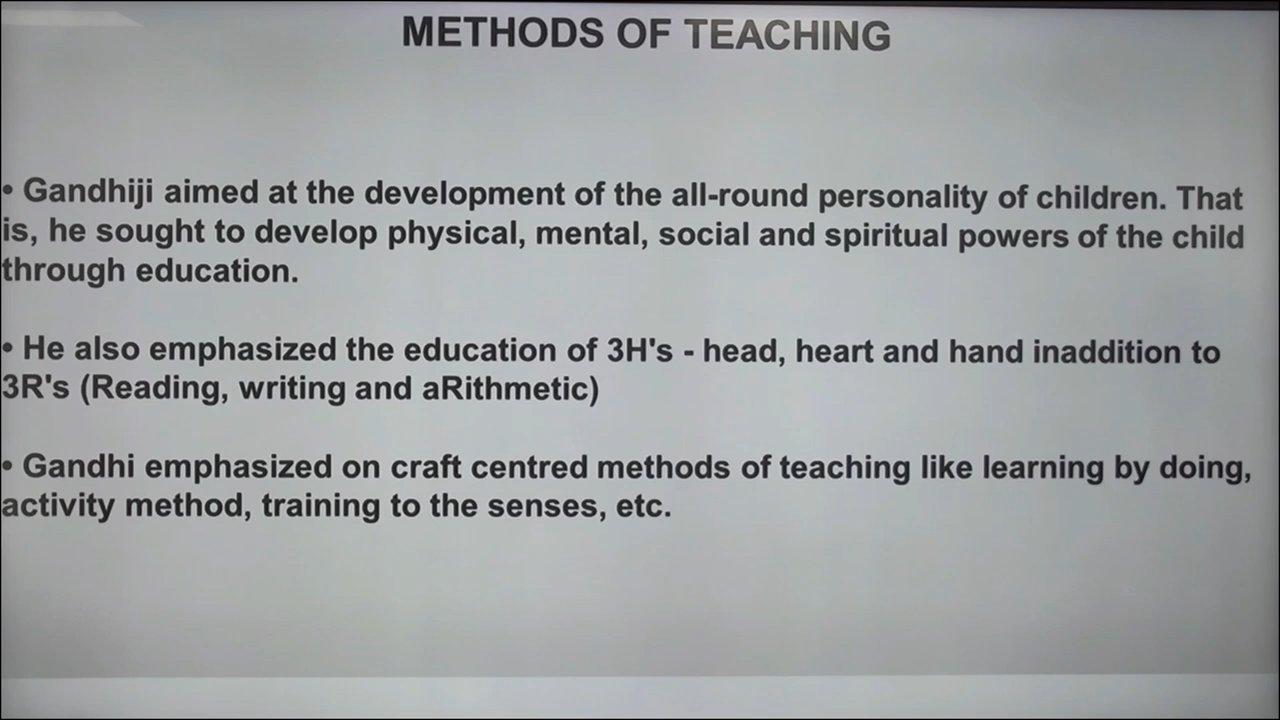 METHODS OF TEACHING
• Gandhiji aimed at the development of the all-round personality of children. That
is, he sought to develop physical, mental, social and spiritual powers of the child
through education.
• He also emphasized the education of 3H's - head, heart and hand inaddition to
3R's (Reading, writing and aRithmetic)
• Gandhi emphasized on craft centred methods of teaching like learning by doing,
activity method, training to the senses, etc.